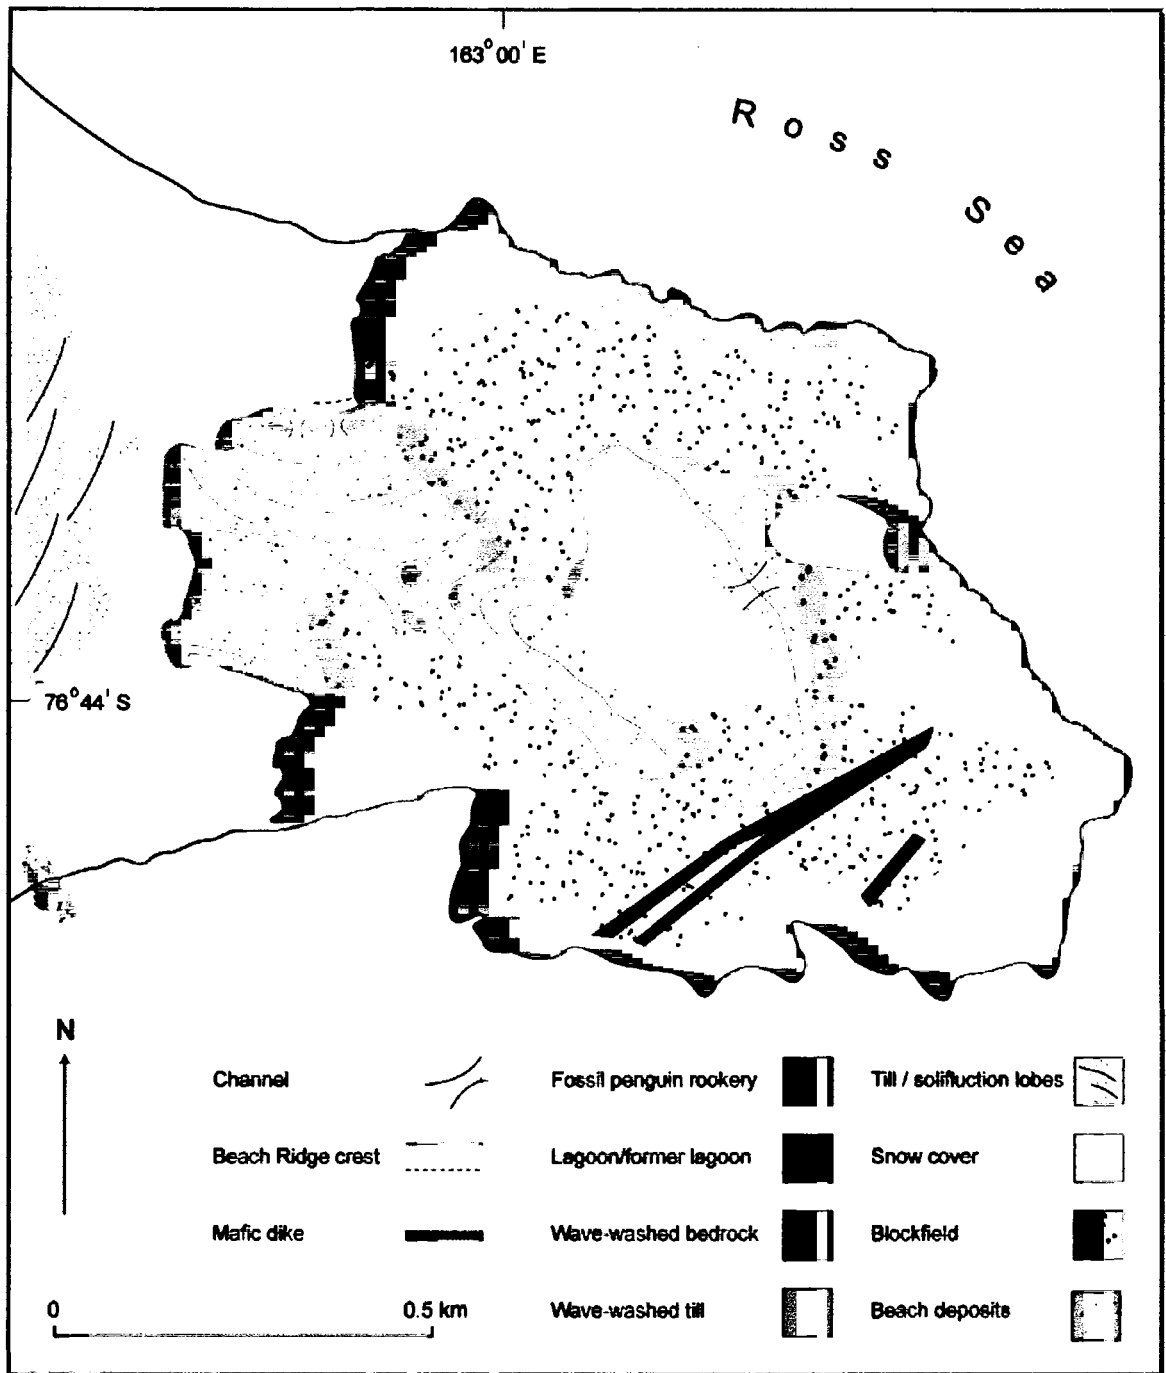 163°00' E
Ross Sea
76°44' S
N
Channel
Fossil penguin rookery
Till / solifluction lobes
Beach Ridge crest
Lagoon/former lagoon
Snow cover
Mafic dike
Wave-washed bedrock
Blockfield
0 0.5 km
Wave-washed till
Beach deposits